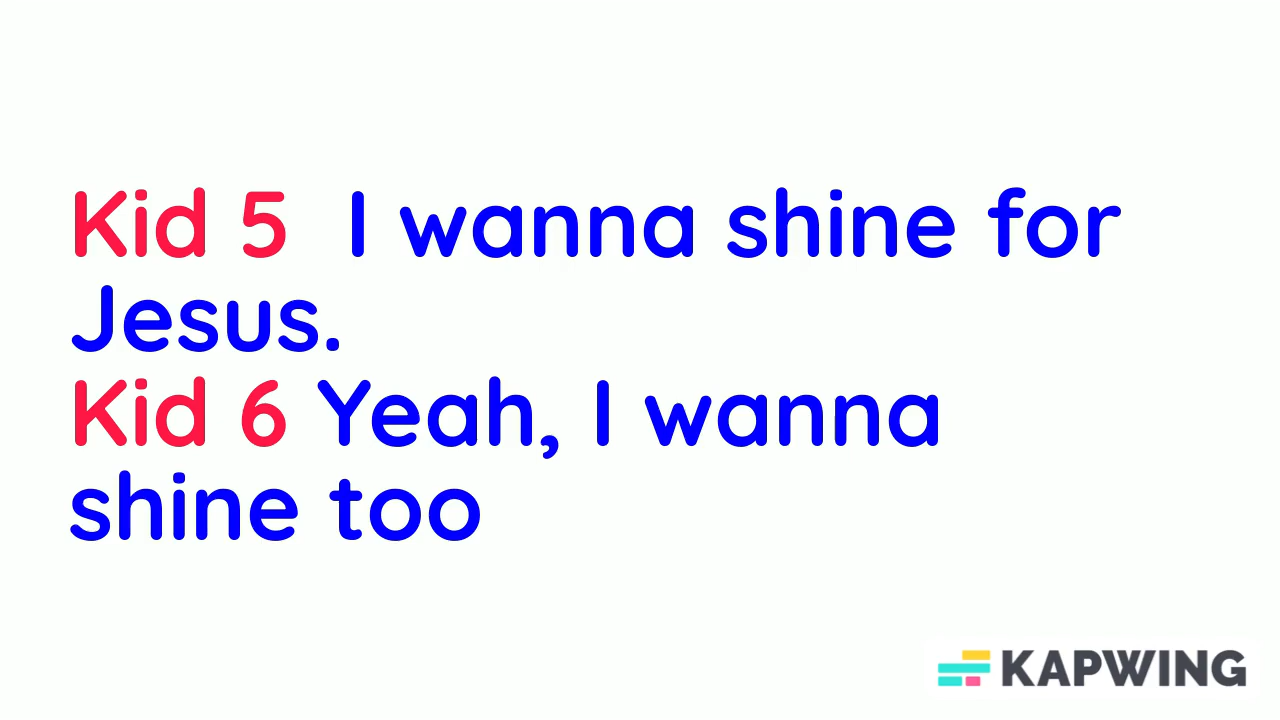 Kid 5  I wanna shine for
Jesus.
Kid 6 Yeah, I wanna
shine too
KAPWING